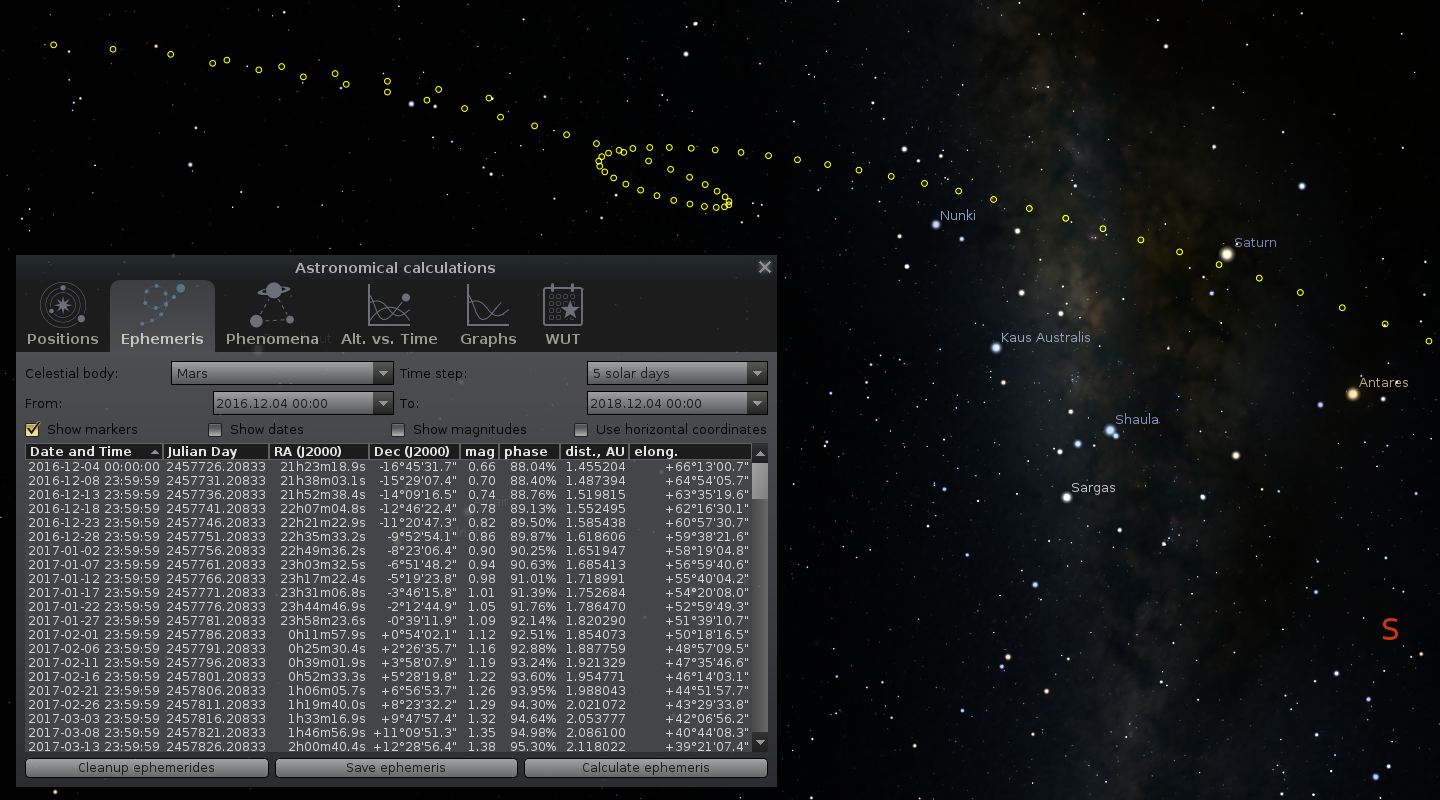 Nunki
Saturn
Kaus Australis
Antares
Shaula
Sargas
S
Astronomical calculations
Positions Ephemeris Phenomena Alt. vs. Time Graphs WUT
Celestial body: Mars Time step: 5 solar days
From: 2016.12.04 00:00 To: 2018.12.04 00:00
Show markers Show dates Show magnitudes Use horizontal coordinates
Date and Time Julian Day RA (J2000) Dec (J2000) mag phase dist., AU elong.
2016-12-04 00:00:00 2457726.20833 21h23m18.9s -16°45'31.7" 0.66 88.04% 1.455204 +66°13'00.7"
2016-12-08 23:59:59 2457731.20833 21h38m03.1s -15°29'07.4" 0.70 88.40% 1.487394 +64°54'05.7"
2016-12-13 23:59:59 2457736.20833 21h52m38.4s -14°09'16.5" 0.74 88.76% 1.519815 +63°35'19.6"
2016-12-18 23:59:59 2457741.20833 22h07m04.8s -12°46'22.4" 0.78 89.13% 1.552495 +62°16'30.1"
2016-12-23 23:59:59 2457746.20833 22h21m22.9s -11°20'47.3" 0.82 89.50% 1.585438 +60°57'30.7"
2016-12-28 23:59:59 2457751.20833 22h35m33.2s -9°52'54.1" 0.86 89.87% 1.618606 +59°38'21.6"
2017-01-02 23:59:59 2457756.20833 22h49m36.2s -8°23'06.4" 0.90 90.25% 1.651947 +58°19'04.8"
2017-01-07 23:59:59 2457761.20833 23h03m32.5s -6°51'48.2" 0.94 90.63% 1.685413 +56°59'40.6"
2017-01-12 23:59:59 2457766.20833 23h17m22.4s -5°19'23.8" 0.98 91.01% 1.718991 +55°40'04.2"
2017-01-17 23:59:59 2457771.20833 23h31m06.8s -3°46'15.8" 1.01 91.39% 1.752684 +54°20'08.0"
2017-01-22 23:59:59 2457776.20833 23h44m46.9s -2°12'44.9" 1.05 91.76% 1.786470 +52°59'49.3"
2017-01-27 23:59:59 2457781.20833 23h58m23.6s -0°39'11.9" 1.09 92.14% 1.820290 +51°39'10.7"
2017-02-01 23:59:59 2457786.20833 0h11m57.9s +0°54'02.1" 1.12 92.51% 1.854073 +50°18'16.5"
2017-02-06 23:59:59 2457791.20833 0h25m30.4s +2°26'35.7" 1.16 92.88% 1.887759 +48°57'09.5"
2017-02-11 23:59:59 2457796.20833 0h39m01.9s +3°58'07.9" 1.19 93.24% 1.921329 +47°35'46.6"
2017-02-16 23:59:59 2457801.20833 0h52m33.3s +5°28'19.8" 1.22 93.60% 1.954771 +46°14'03.1"
2017-02-21 23:59:59 2457806.20833 1h06m05.7s +6°56'53.7" 1.26 93.95% 1.988043 +44°51'57.7"
2017-02-26 23:59:59 2457811.20833 1h19m40.0s +8°23'32.2" 1.29 94.30% 2.021072 +43°29'33.8"
2017-03-03 23:59:59 2457816.20833 1h33m16.9s +9°47'57.4" 1.32 94.64% 2.053777 +42°06'56.2"
2017-03-08 23:59:59 2457821.20833 1h46m56.9s +11°09'51.3" 1.35 94.98% 2.086100 +40°44'08.3"
2017-03-13 23:59:59 2457826.20833 2h00m40.4s +12°28'56.4" 1.38 95.30% 2.118022 +39°21'07.4"
Cleanup ephemerides Save ephemeris Calculate ephemeris